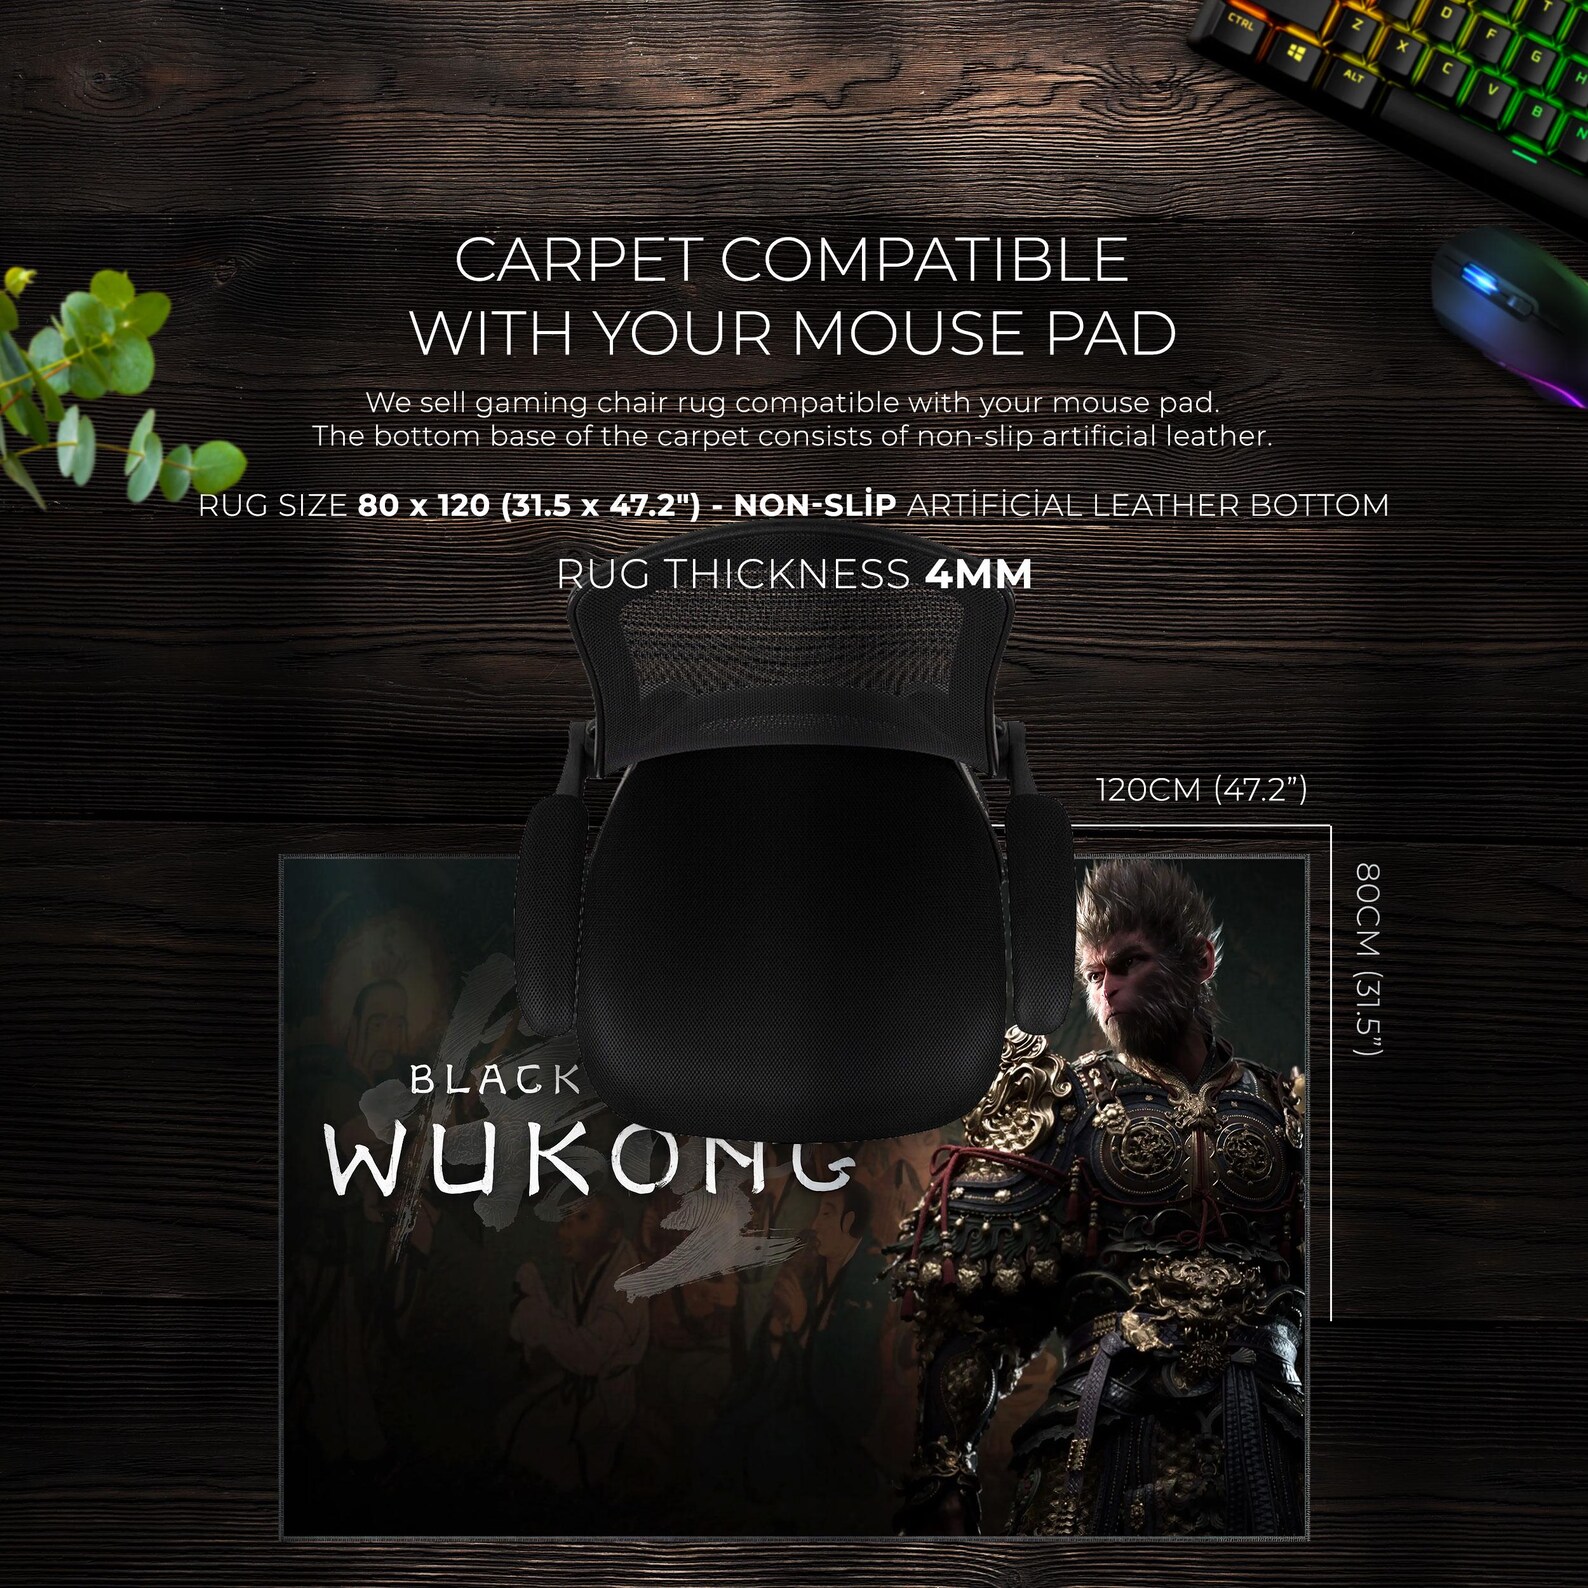 CARPET COMPATIBLE
WITH YOUR MOUSE PAD
We sell gaming chair rug compatible with your mouse pad.
The bottom base of the carpet consists of non-slip artificial leather.
RUG SIZE 80 x 120 (31.5 x 47.2") - NON-SLİP ARTİFİCİAL LEATHER BOTTOM
RUG THICKNESS 4MM
120CM (47.2”)
80CM (31.5”)
BLACK
WUKONG
CTRL
ALT
Z
X
C
V
B
N
D
F
G
H
T